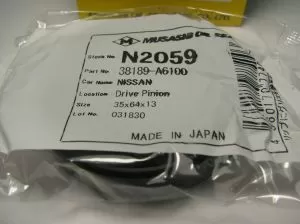 MUSASHI OIL SEAL
Stock No N2059
Part No 38189-A6100
Car Name NISSAN
Location Drive Pinion
Size 35x64x13
Lot No. 031830
MADE IN JAPAN